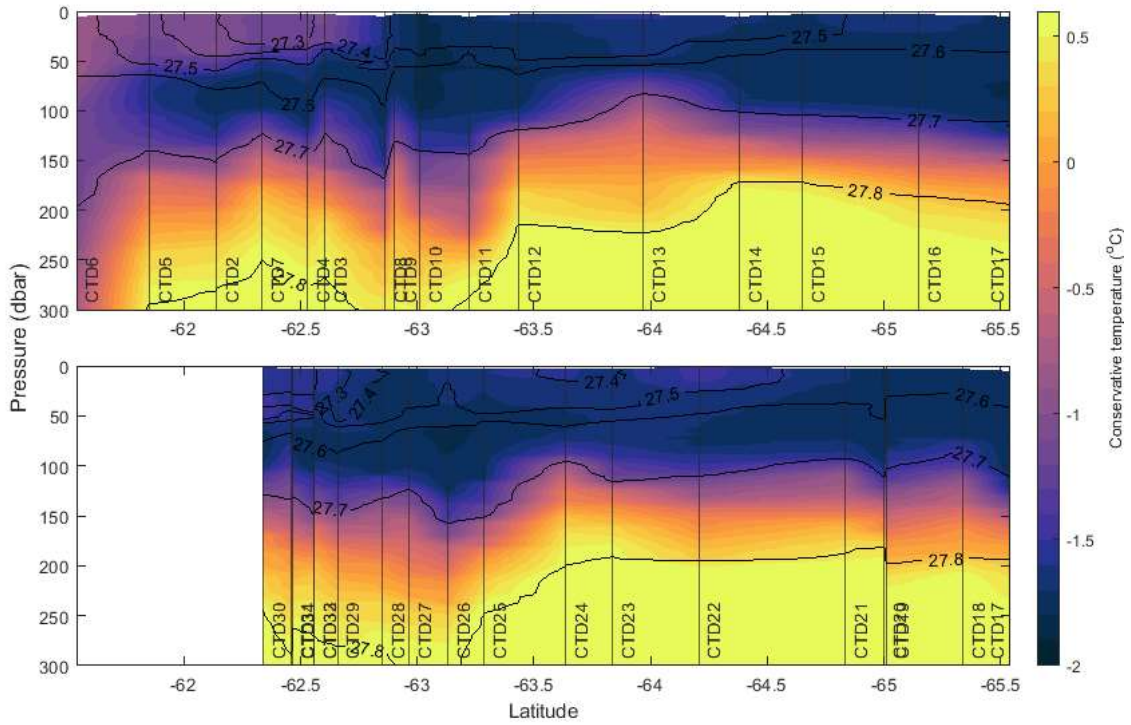 0
50
100
150
200
250
300
27.3
27.4
27.5
27.5
27.6
27.5
27.7
27.7
27.8
27.8
CTD6
CTD5
CTD2
CTD7
CTD4
CTD3
CTD8
CTD9
CTD10
CTD11
CTD12
CTD13
CTD14
CTD15
CTD16
CTD17
-62
-62.5
-63
-63.5
-64
-64.5
-65
-65.5
Pressure (dbar)
0
50
100
150
200
250
300
27.3
27.4
27.4
27.5
27.6
27.6
27.7
27.7
27.8
27.8
CTD30
CTD29
CTD28
CTD27
CTD26
CTD25
CTD24
CTD23
CTD22
CTD21
CTD18
CTD17
-62
-62.5
-63
-63.5
-64
-64.5
-65
-65.5
Latitude
0.5
0
-0.5
-1
-1.5
-2
Conservative temperature (°C)